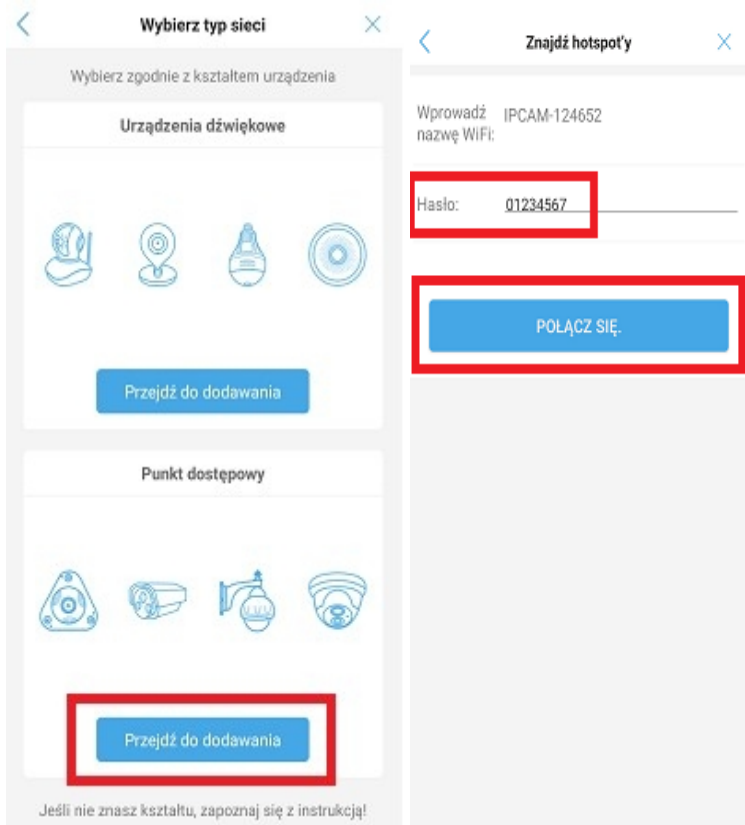 Wybierz typ sieci
Wybierz zgodnie z kształtem urządzenia
Urządzenia dźwiękowe
Przejdź do dodawania
Punkt dostępowy
Przejdź do dodawania
Jeśli nie znasz kształtu, zapoznaj się z instrukcją!
Znajdź hotspot'y
Wprowadź IPCAM-124652
nazwę WiFi:
Hasło: 01234567
POŁĄCZ SIĘ.